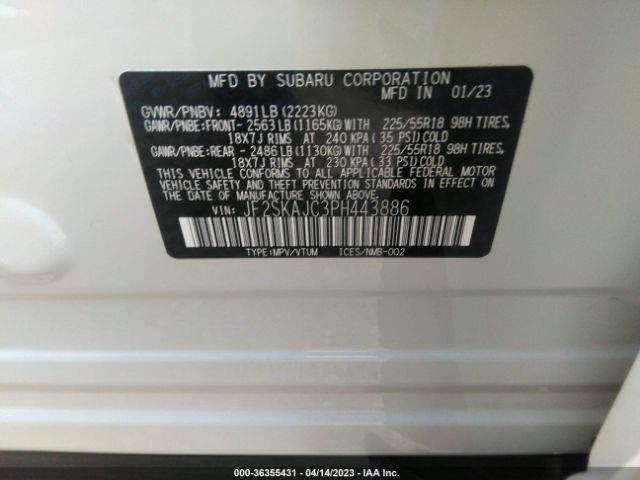 MFD BY SUBARU CORPORATION
MFD IN 01/23
GVWR/PNBV: 4891LB (2223KG)
GAWR/PNBE:FRONT- 2563LB(1165KG)WITH 225/55R18 98H TIRES,
18X7J RIMS AT 240 KPA( 35 PSI)COLD
GAWR/PNBE:REAR - 2486LB(1130KG)WITH 225/55R18 98H TIRES,
18X7J RIMS AT 230 KPA( 33 PSI)COLD
THIS VEHICLE CONFORMS TO ALL APPLICABLE FEDERAL MOTOR
VEHICLE SAFETY AND THEFT PREVENTION STANDARDS IN EFFECT ON
THE DATE OF MANUFACTURE SHOWN ABOVE.
VIN: JF2SKAJC3PH443886
TYPE:MPV/VTUM ICES/NMB-002
000-36355431 - 04/14/2023 - IAA Inc.